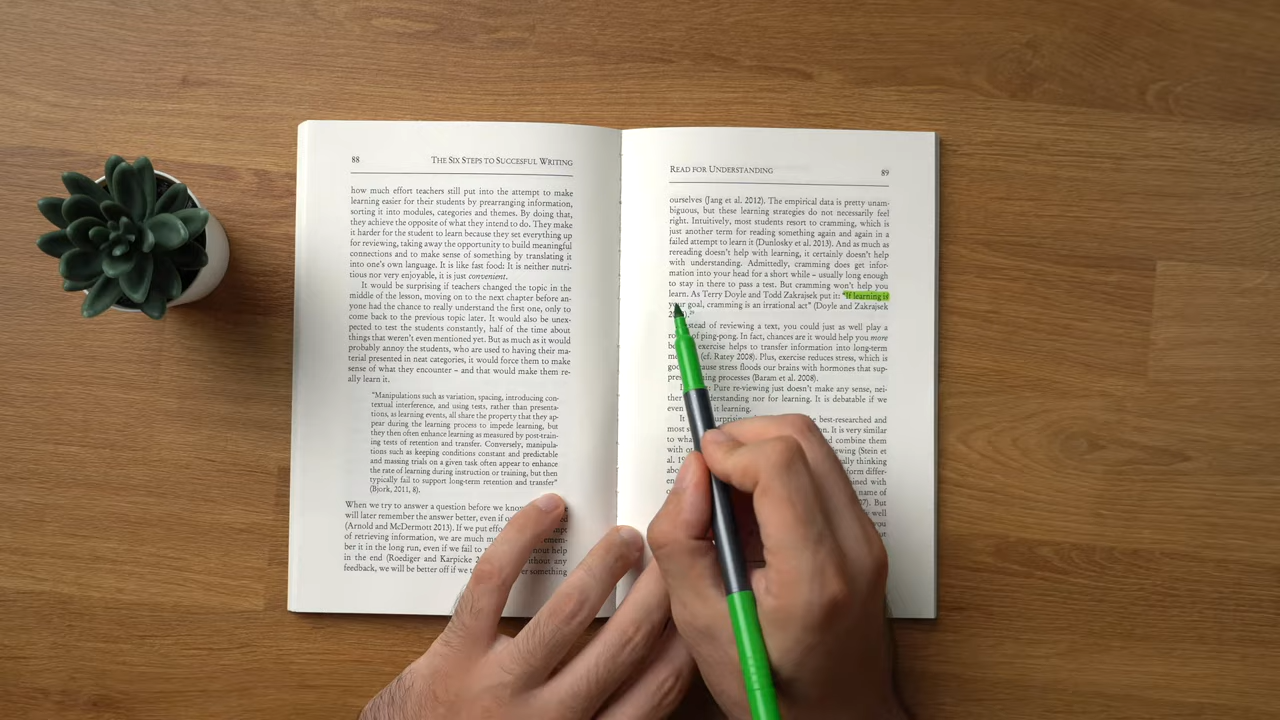 88
THE SIX STEPS TO SUCCESFUL WRITING
how much effort teachers still put into the attempt to make
learning easier for their students by prearranging information,
sorting it into modules, categories and themes. By doing that,
they achieve the opposite of what they intend to do. They make
it harder for the student to learn because they set everything up
for reviewing, taking away the opportunity to build meaningful
connections and to make sense of something by translating it
into one's own language. It is like fast food: It is neither nutri-
tious nor very enjoyable, it is just convenient.
It would be surprising if teachers changed the topic in the
middle of the lesson, moving on to the next chapter before an-
yone had the chance to really understand the first one, only to
come back to the previous topic later. It would also be unex-
pected to test the students constantly, half of the time about
things that weren't even mentioned yet. But as much as it would
probably annoy the students, who are used to having their ma-
terial presented in neat categories, it would force them to make
sense of what they encounter – and that would make them re-
ally learn it.
"Manipulations such as variation, spacing, introducing con-
textual interference, and using tests, rather than presenta-
tions, as learning events, all share the property that they ap-
pear during the learning process to impede learning, but
they then often enhance learning as measured by post-train-
ing tests of retention and transfer. Conversely, manipula-
tions such as keeping conditions constant and predictable
and massing trials on a given task often appear to enhance
the rate of learning during instruction or training, but then
typically fail to support long-term retention and transfer"
(Bjork, 2011, 8).
When we try to answer a question before we know
will later remember the answer better, even if
(Arnold and McDermott 2013). If we put
of retrieving information, we are much
ber it in the long run, even if we fail to help
in the end (Roediger and Karpicke without any
feedback, we will be better off if we something
READ FOR UNDERSTANDING
89
ourselves (Jang et al. 2012). The empirical data is pretty unam-
biguous, but these learning strategies do not necessarily feel
right. Intuitively, most students resort to cramming, which is
just another term for reading something again and again in a
failed attempt to learn it (Dunlosky et al. 2013). And as much as
rereading doesn't help with learning, it certainly doesn't help
with understanding. Admittedly, cramming does get infor-
mation into your head for a short while – usually long enough
to stay in there to pass a test. But cramming won't help you
learn. As Terry Doyle and Todd Zakrajsek put it: "If learning is
your goal, cramming is an irrational act" (Doyle and Zakrajsek
Instead of reviewing a text, you could just as well play a
of ping-pong. In fact, chances are it would help you more
exercise helps to transfer information into long-term
(cf. Ratey 2008). Plus, exercise reduces stress, which is
stress floods our brains with hormones that sup-
processes (Baram et al. 2008).
Pure re-viewing just doesn't make any sense, nei-
ther nor for learning. It is debatable if we
even it learning.
It best-researched and
most It is very similar
to what combine them
with (Stein et
al. thinking
differ-
with
name of
But
well
you